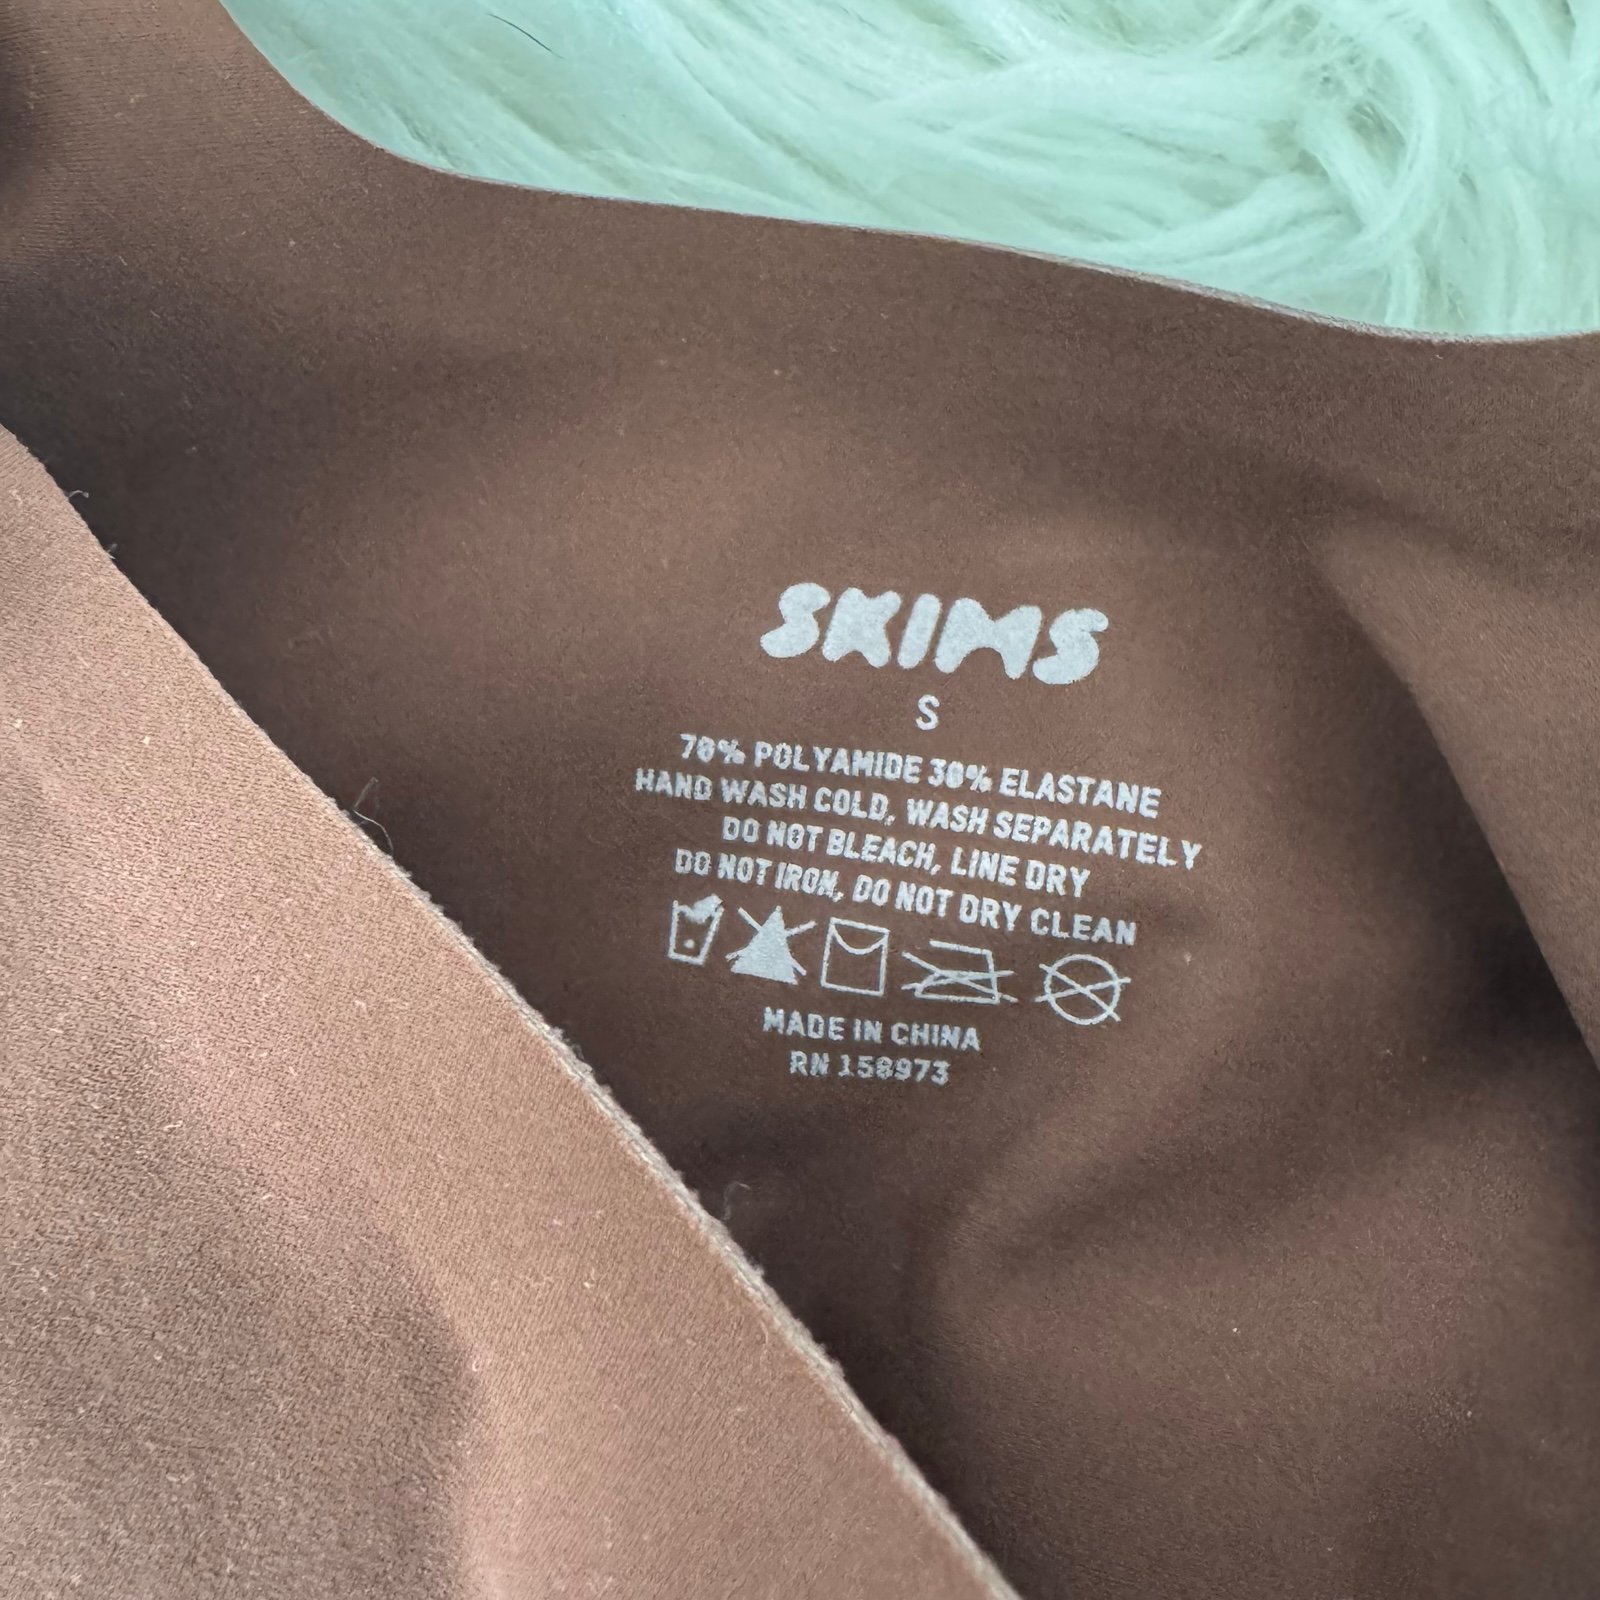 SKIMS
S
70% POLYAMIDE 30% ELASTANE
HAND WASH COLD, WASH SEPARATELY
DO NOT BLEACH, LINE DRY
DO NOT IRON, DO NOT DRY CLEAN
MADE IN CHINA
RN 158973